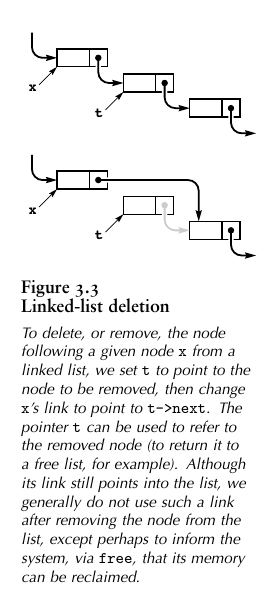 x
t
x
t
Figure 3.3
Linked-list deletion
To delete, or remove, the node
following a given node x from a
linked list, we set t to point to the
node to be removed, then change
x's link to point to t->next. The
pointer t can be used to refer to
the removed node (to return it to
a free list, for example). Although
its link still points into the list, we
generally do not use such a link
after removing the node from the
list, except perhaps to inform the
system, via free, that its memory
can be reclaimed.